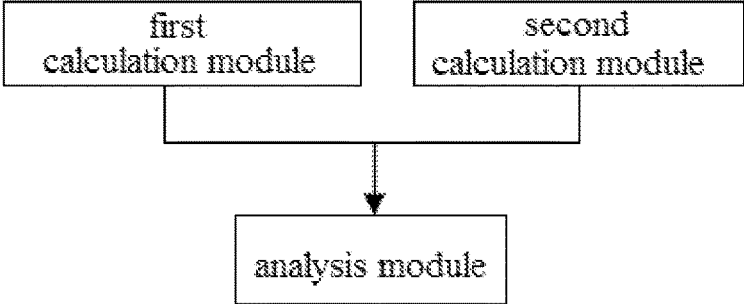 first
calculation module
second
calculation module
analysis module